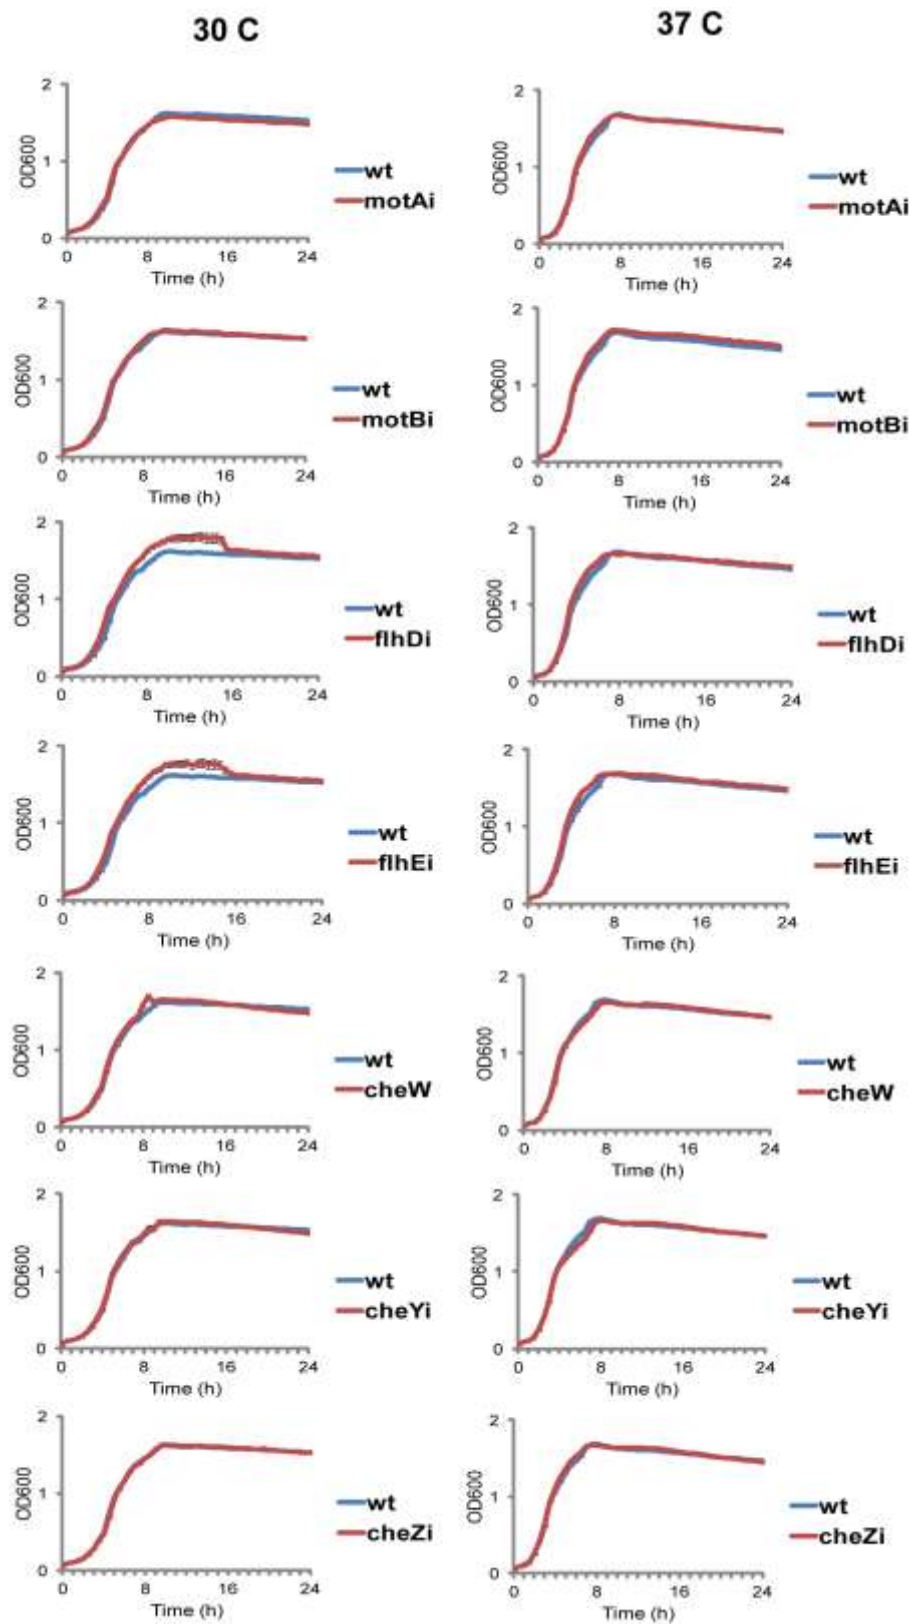 30 C
37 C
2
1
0
OD600
0 8 16 24
Time (h)
wt
motAi
2
1
0
OD600
0 8 16 24
Time (h)
wt
motAi
2
1
0
OD600
0 8 16 24
Time (h)
wt
motBi
2
1
0
OD600
0 8 16 24
Time (h)
wt
motBi
2
1
0
OD600
0 8 16 24
Time (h)
wt
flhDi
2
1
0
OD600
0 8 16 24
Time (h)
wt
flhDi
2
1
0
OD600
0 8 16 24
Time (h)
wt
flhEi
2
1
0
OD600
0 8 16 24
Time (h)
wt
flhEi
2
1
0
OD600
0 8 16 24
Time (h)
wt
cheW
2
1
0
OD600
0 8 16 24
Time (h)
wt
cheW
2
1
0
OD600
0 8 16 24
Time (h)
wt
cheYi
2
1
0
OD600
0 8 16 24
Time (h)
wt
cheYi
2
1
0
OD600
0 8 16 24
Time (h)
wt
cheZi
2
1
0
OD600
0 8 16 24
Time (h)
wt
cheZi